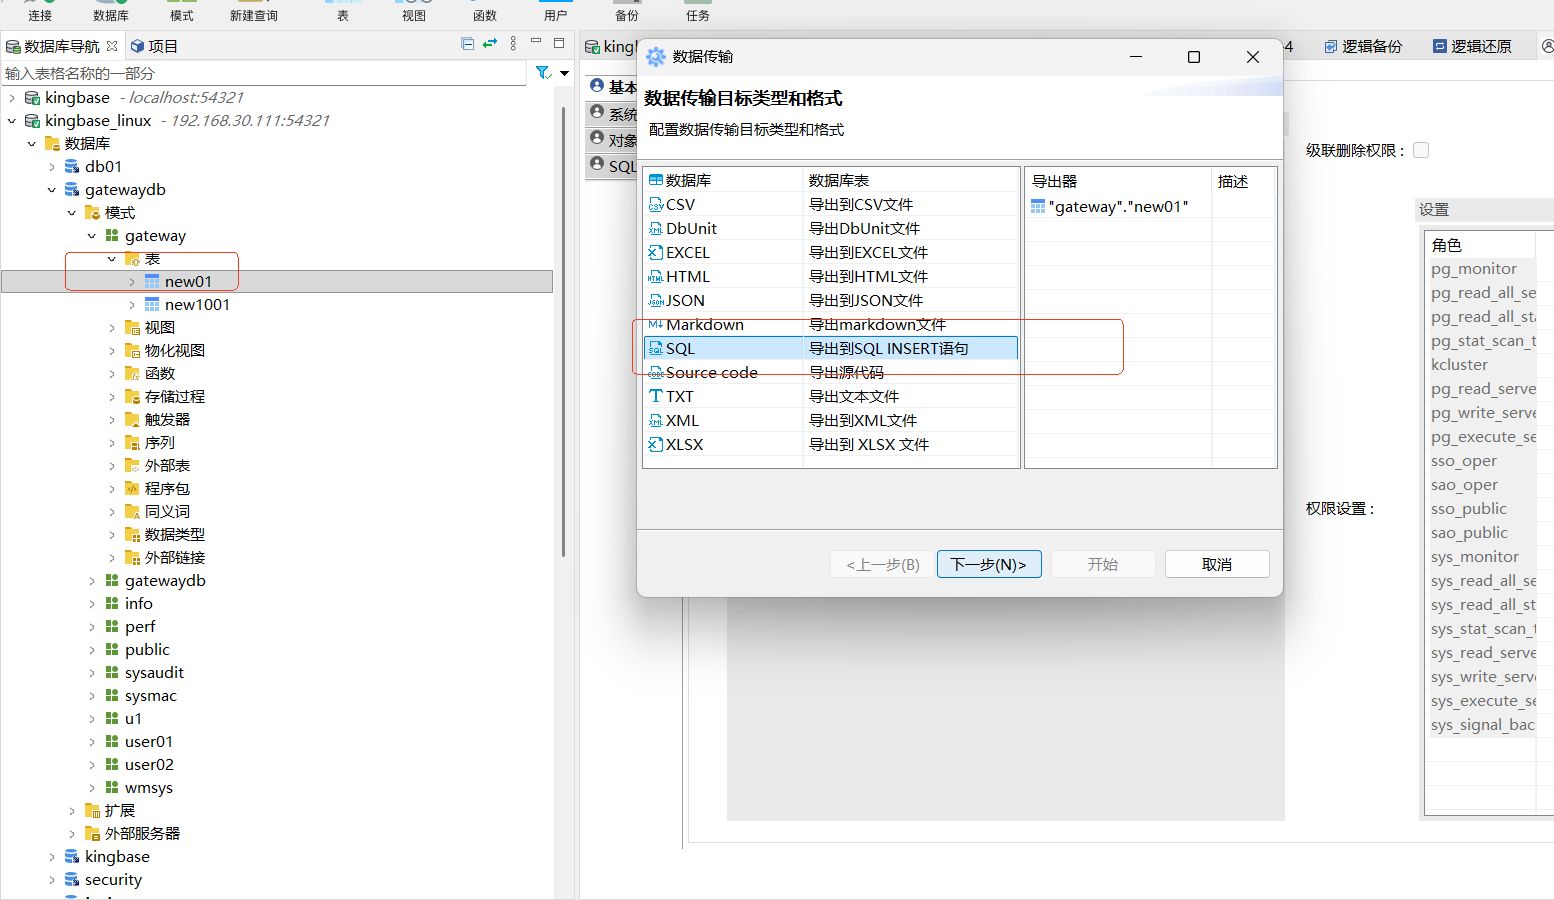 连接 数据库 模式 新建查询 表 视图 函数 用户 备份 任务
数据库导航 项目
输入表格名称的一部分
kingbase - localhost:54321
kingbase_linux - 192.168.30.111:54321
数据库
db01
gatewaydb
模式
gateway
表
new01
new1001
视图
物化视图
函数
存储过程
触发器
序列
外部表
程序包
同义词
数据类型
外部链接
gatewaydb
info
perf
public
sysaudit
sysmac
u1
user01
user02
wmsys
扩展
外部服务器
kingbase
security
逻辑备份 逻辑还原
基本
系统
对象
SQL
数据传输
数据传输目标类型和格式
配置数据传输目标类型和格式
数据库 数据库表
CSV 导出到CSV文件
DbUnit 导出DbUnit文件
EXCEL 导出到EXCEL文件
HTML 导出到HTML文件
JSON 导出到JSON文件
Markdown 导出markdown文件
SQL 导出到SQL INSERT语句
Source code 导出源代码
TXT 导出文本文件
XML 导出到XML文件
XLSX 导出到 XLSX 文件
导出器 描述
"gateway"."new01"
<上一步(B) 下一步(N)> 开始 取消
级联删除权限：
权限设置：
设置
角色
pg_monitor
pg_read_all_se
pg_read_all_sta
pg_stat_scan_t
kcluster
pg_read_serve
pg_write_serve
pg_execute_se
sso_oper
sao_oper
sso_public
sao_public
sys_monitor
sys_read_all_se
sys_read_all_st
sys_stat_scan_t
sys_read_serve
sys_write_serv
sys_execute_se
sys_signal_bac